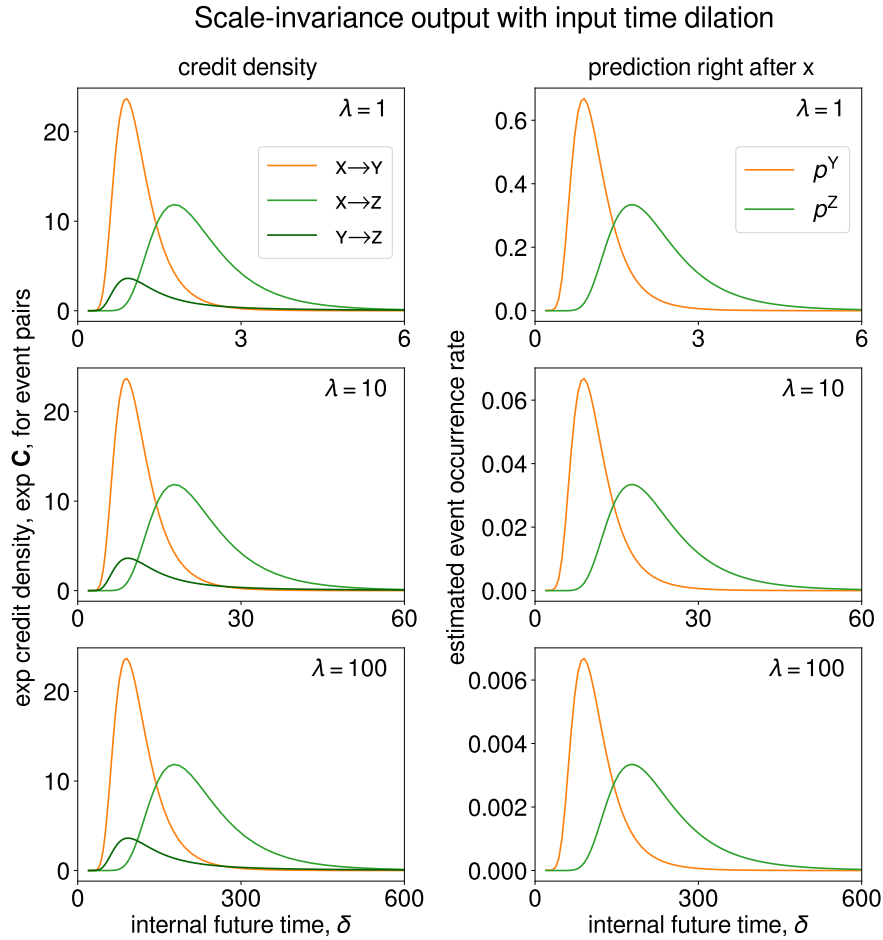 Scale-invariance output with input time dilation
credit density
prediction right after x
λ = 1
X→Y
X→Z
Y→Z
20
10
0
0
3
6
λ = 1
p^Y
p^Z
0.6
0.4
0.2
0.0
0
3
6
λ = 10
20
10
0
0
30
60
λ = 10
0.06
0.04
0.02
0.00
0
30
60
λ = 100
20
10
0
0
300
600
λ = 100
0.006
0.004
0.002
0.000
0
300
600
exp credit density, exp C, for event pairs
estimated event occurrence rate
internal future time, δ
internal future time, δ